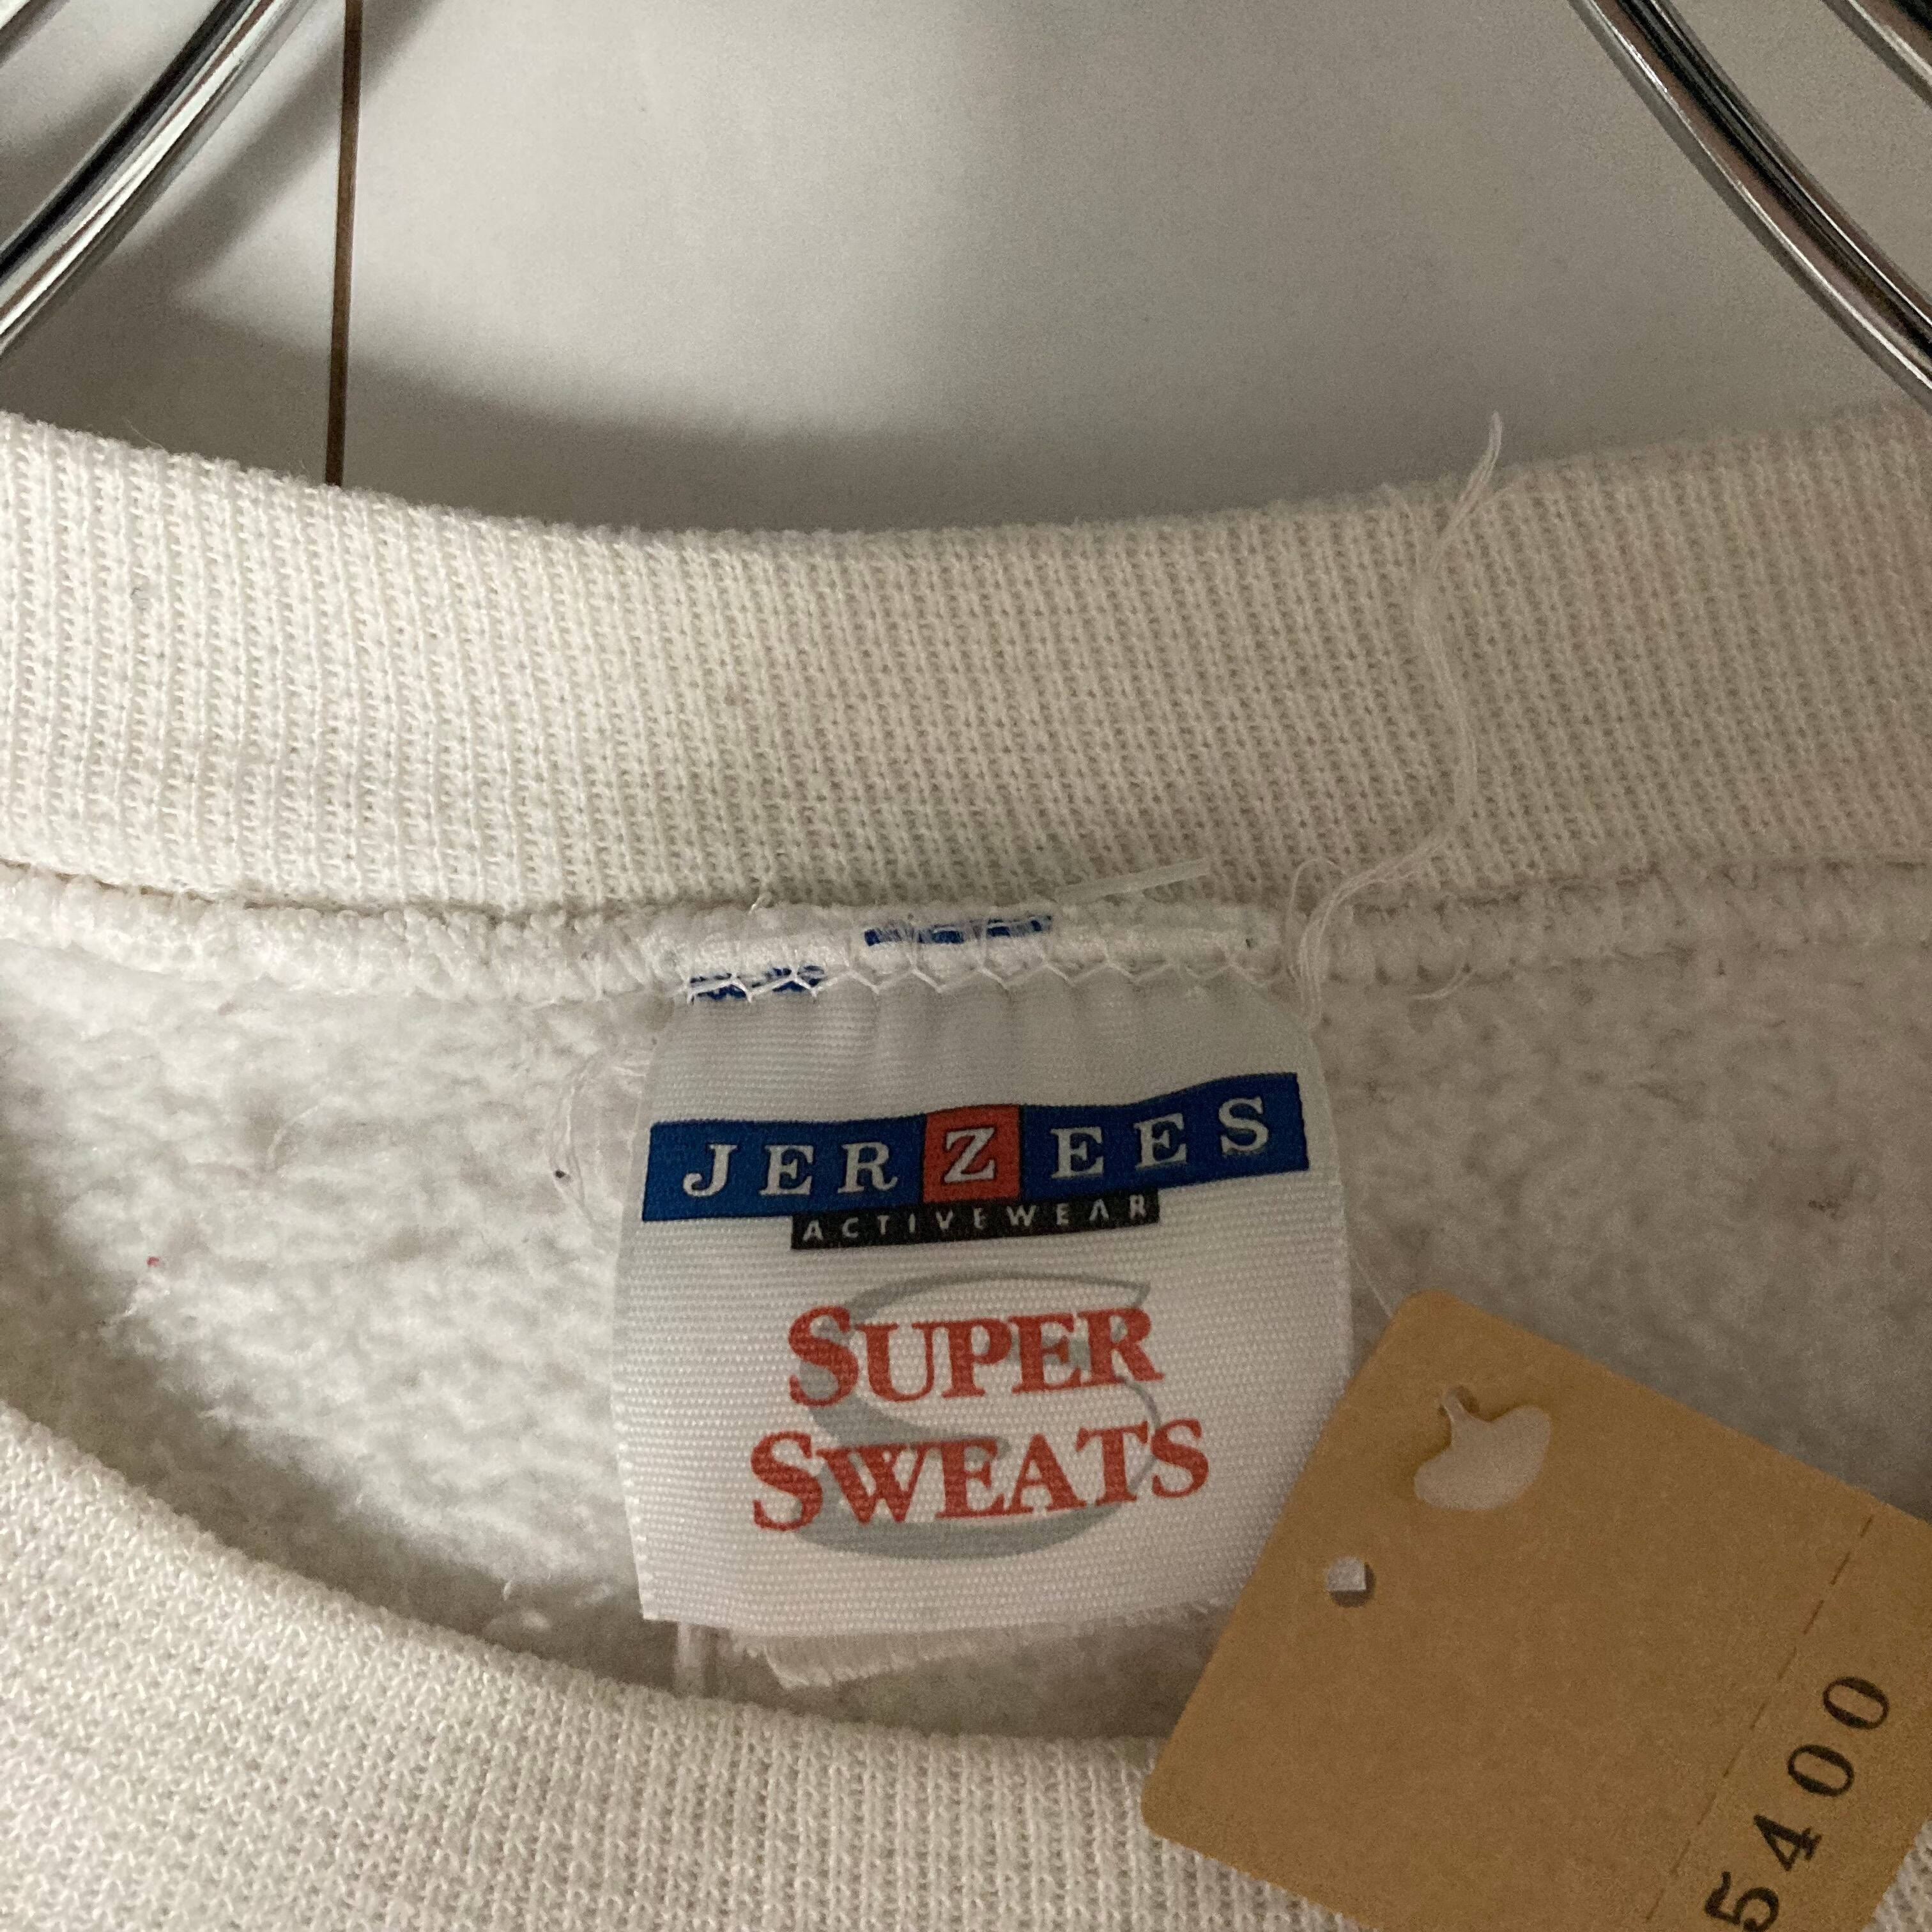 JERZEES
ACTIVEWEAR
SUPER
SWEATS
5400